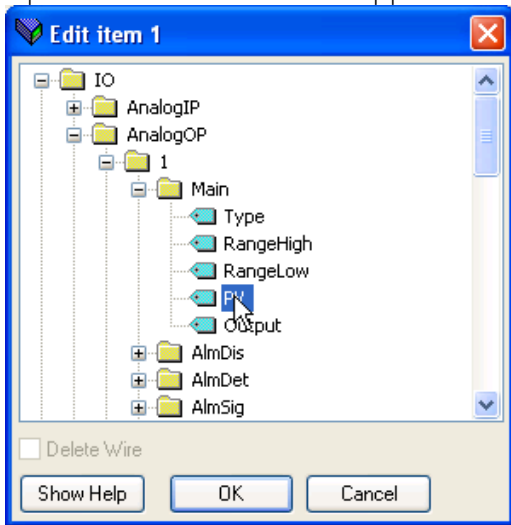 Edit item 1
IO
AnalogIP
AnalogOP
1
Main
Type
RangeHigh
RangeLow
PV
Output
AlmDis
AlmDet
AlmSig
Delete Wire
Show Help OK Cancel